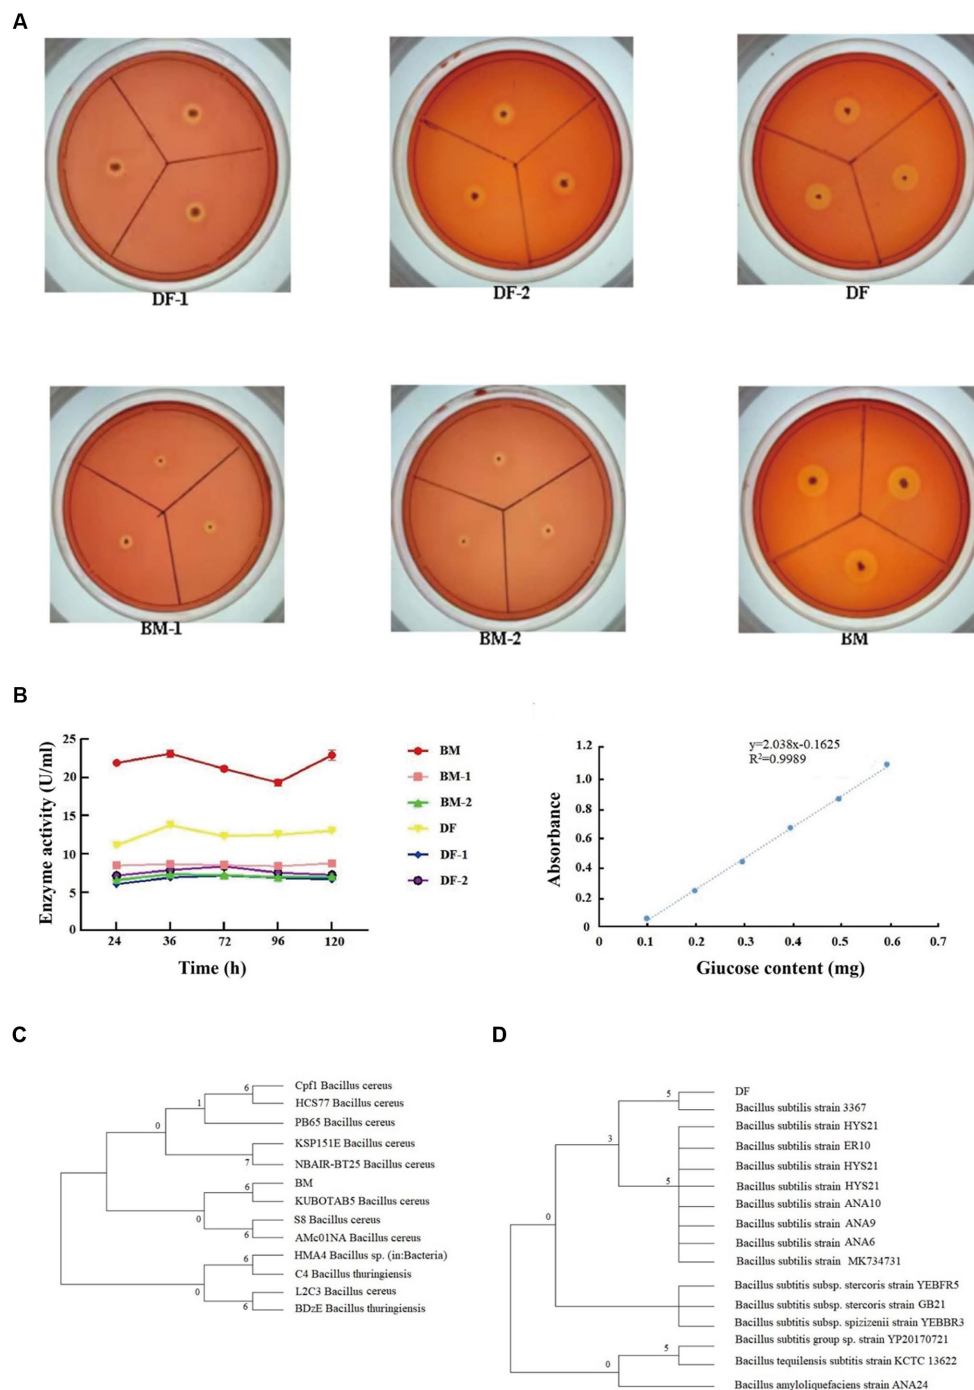 A
DF-1
DF-2
DF
BM-1
BM-2
BM
B
25
20
15
10
5
0
Enzyme activity (U/ml)
24 36 72 96 120
Time (h)
BM
BM-1
BM-2
DF
DF-1
DF-2
y=2.038x-0.1625
R²=0.9989
1.2
1.0
0.8
0.6
0.4
0.2
0
Absorbance
0 0.1 0.2 0.3 0.4 0.5 0.6 0.7
Giucose content (mg)
C
Cpf1 Bacillus cereus
HCS77 Bacillus cereus
PB65 Bacillus cereus
KSP151E Bacillus cereus
NBAIR-BT25 Bacillus cereus
BM
KUBOTAB5 Bacillus cereus
S8 Bacillus cereus
AMc01NA Bacillus cereus
HMA4 Bacillus sp. (in:Bacteria)
C4 Bacillus thuringiensis
L2C3 Bacillus cereus
BDzE Bacillus thuringiensis
6
1
0
7
6
0
6
6
0
6
D
DF
Bacillus subtilis strain 3367
Bacillus subtilis strain HYS21
Bacillus subtilis strain ER10
Bacillus subtilis strain HYS21
Bacillus subtilis strain HYS21
Bacillus subtilis strain ANA10
Bacillus subtilis strain ANA9
Bacillus subtilis strain ANA6
Bacillus subtilis strain MK734731
Bacillus subtitis subsp. stercoris strain YEBFR5
Bacillus subtitis subsp. stercoris strain GB21
Bacillus subtitis subsp. spizizenii strain YEBBR3
Bacillus subtitis group sp. strain YP20170721
Bacillus tequilensis subtitis strain KCTC 13622
Bacillus amyloliquefaciens strain ANA24
5
3
5
0
5
0